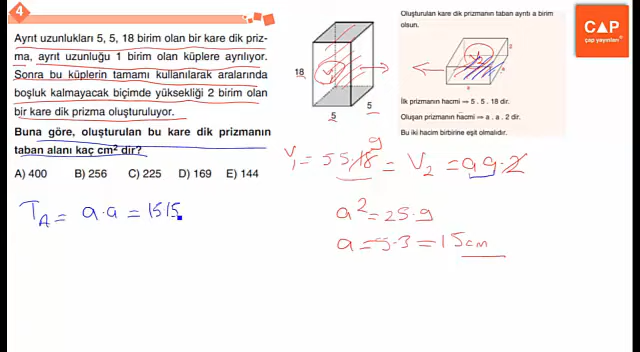 4
Ayrıt uzunlukları 5, 5, 18 birim olan bir kare dik priz-
ma, ayrıt uzunluğu 1 birim olan küplere ayrılıyor.
Sonra bu küplerin tamamı kullanılarak aralarında
boşluk kalmayacak biçimde yüksekliği 2 birim olan
bir kare dik prizma oluşturuluyor.
Buna göre, oluşturulan bu kare dik prizmanın
taban alanı kaç cm² dir?
A) 400 B) 256 C) 225 D) 169 E) 144
18
5
5
V₁
Oluşturulan kare dik prizmanın taban ayrıtı a birim
olsun.
2
a
a
İlk prizmanın hacmi ⇒ 5 . 5 . 18 dir.
Oluşan prizmanın hacmi ⇒ a . a . 2 dir.
Bu iki hacim birbirine eşit olmalıdır.
ÇAP
çap yayınları
V₁ = 5 5 · 18 9 = V₂ = a a · 2
a² = 25 · 9
a = 5 · 3 = 15 cm
T_A = a · a = 15 15